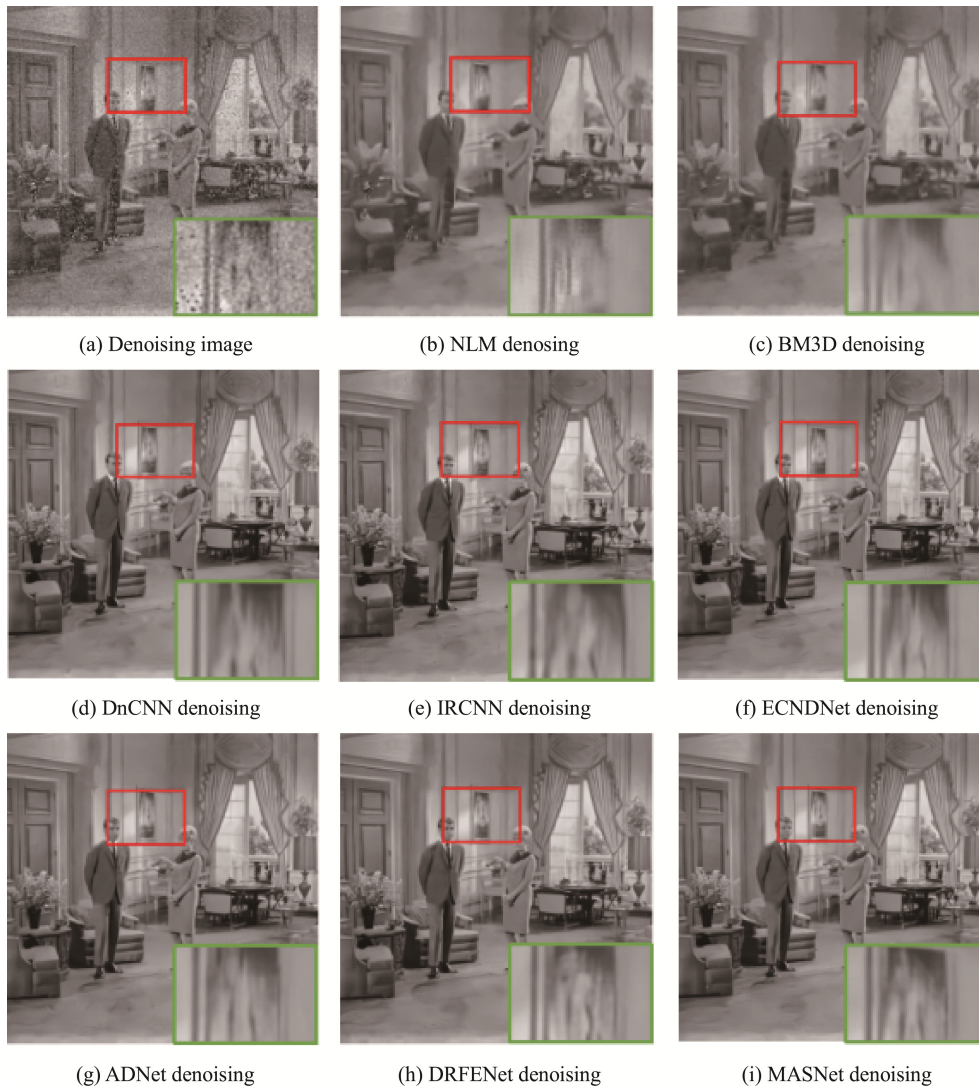 (a) Denoising image
(b) NLM denosing
(c) BM3D denoising
(d) DnCNN denoising
(e) IRCNN denoising
(f) ECNDNet denoising
(g) ADNet denoising
(h) DRFENet denoising
(i) MASNet denoising